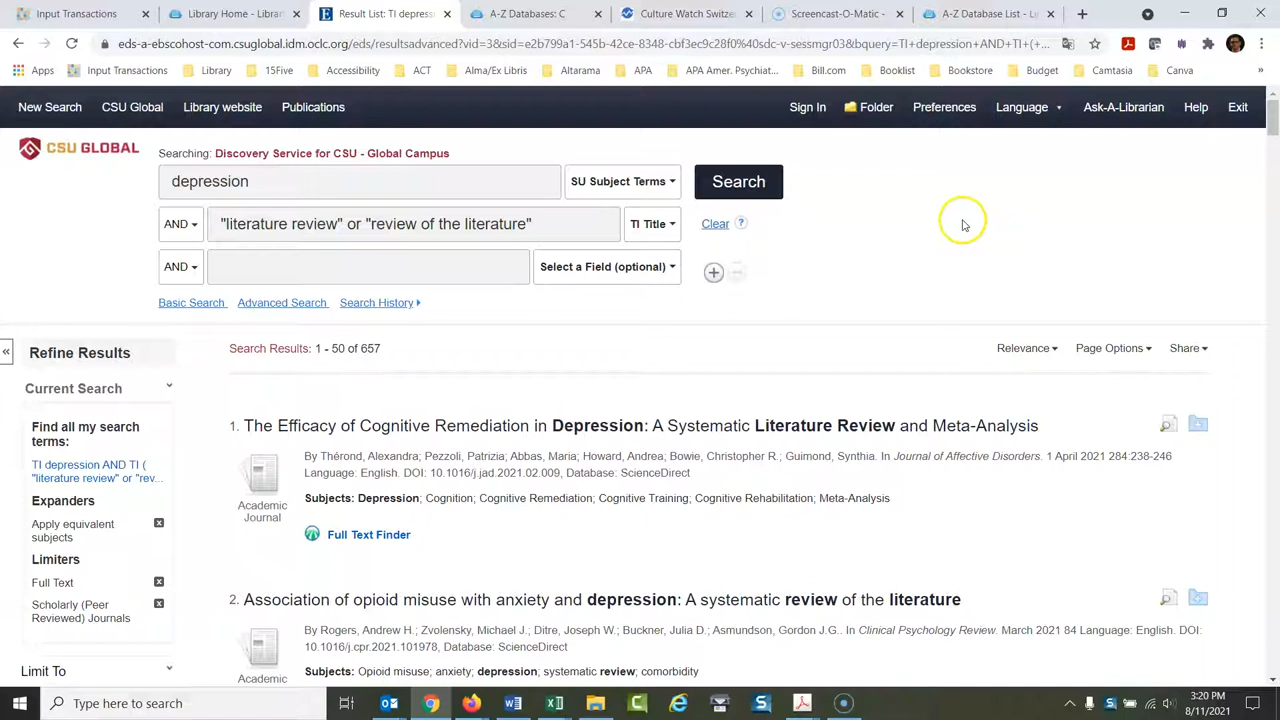 Input Transactions
Library Home - Librar
Result List: TI depress
A-Z Databases: C
Culture Watch Switzer
Screencast-O-Matic -
A-Z Database List - Li
eds-a-ebscohost-com.csuglobal.idm.oclc.org/eds/resultsadvanced?vid=3&sid=ed5799a1-545b-42ce-8348-cbf3ec9c28f0%40sdc-v-sessmgr03&bquery=TI+depression+AND+TI+(+...
Apps
Input Transactions
Library
15Five
Accessibility
ACT
Alma/Ex Libris
Altarama
APA
APA Amer. Psychiat...
Bill.com
Booklist
Bookstore
Budget
Camtasia
Canva
»
New Search
CSU Global
Library website
Publications
Sign In
Folder
Preferences
Language
Ask-A-Librarian
Help
Exit
CSU GLOBAL
Searching: Discovery Service for CSU - Global Campus
depression
SU Subject Terms
Search
AND
"literature review" or "review of the literature"
TI Title
Clear
?
AND
Select a Field (optional)
Basic Search
Advanced Search
Search History
«
Refine Results
Search Results: 1 - 50 of 657
Relevance
Page Options
Share
Current Search
Find all my search
terms:
TI depression AND TI (
"literature review" or "rev...
Expanders
Apply equivalent
subjects
Limiters
Full Text
Scholarly (Peer
Reviewed) Journals
Limit To
1. The Efficacy of Cognitive Remediation in Depression: A Systematic Literature Review and Meta-Analysis
By Thérond, Alexandra; Pezzoli, Patrizia; Abbas, Maria; Howard, Andrea; Bowie, Christopher R.; Guimond, Synthia. In Journal of Affective Disorders. 1 April 2021 284:238-246
Language: English. DOI: 10.1016/j.jad.2021.02.009, Database: ScienceDirect
Academic
Journal
Subjects: Depression; Cognition; Cognitive Remediation; Cognitive Training; Cognitive Rehabilitation; Meta-Analysis
Full Text Finder
2. Association of opioid misuse with anxiety and depression: A systematic review of the literature
By Rogers, Andrew H.; Zvolensky, Michael J.; Ditre, Joseph W.; Buckner, Julia D.; Asmundson, Gordon J.G.. In Clinical Psychology Review. March 2021 84 Language: English. DOI:
10.1016/j.cpr.2021.101978, Database: ScienceDirect
Academic
Subjects: Opioid misuse; anxiety; depression; systematic review; comorbidity
Type here to search
3:20 PM
8/11/2021